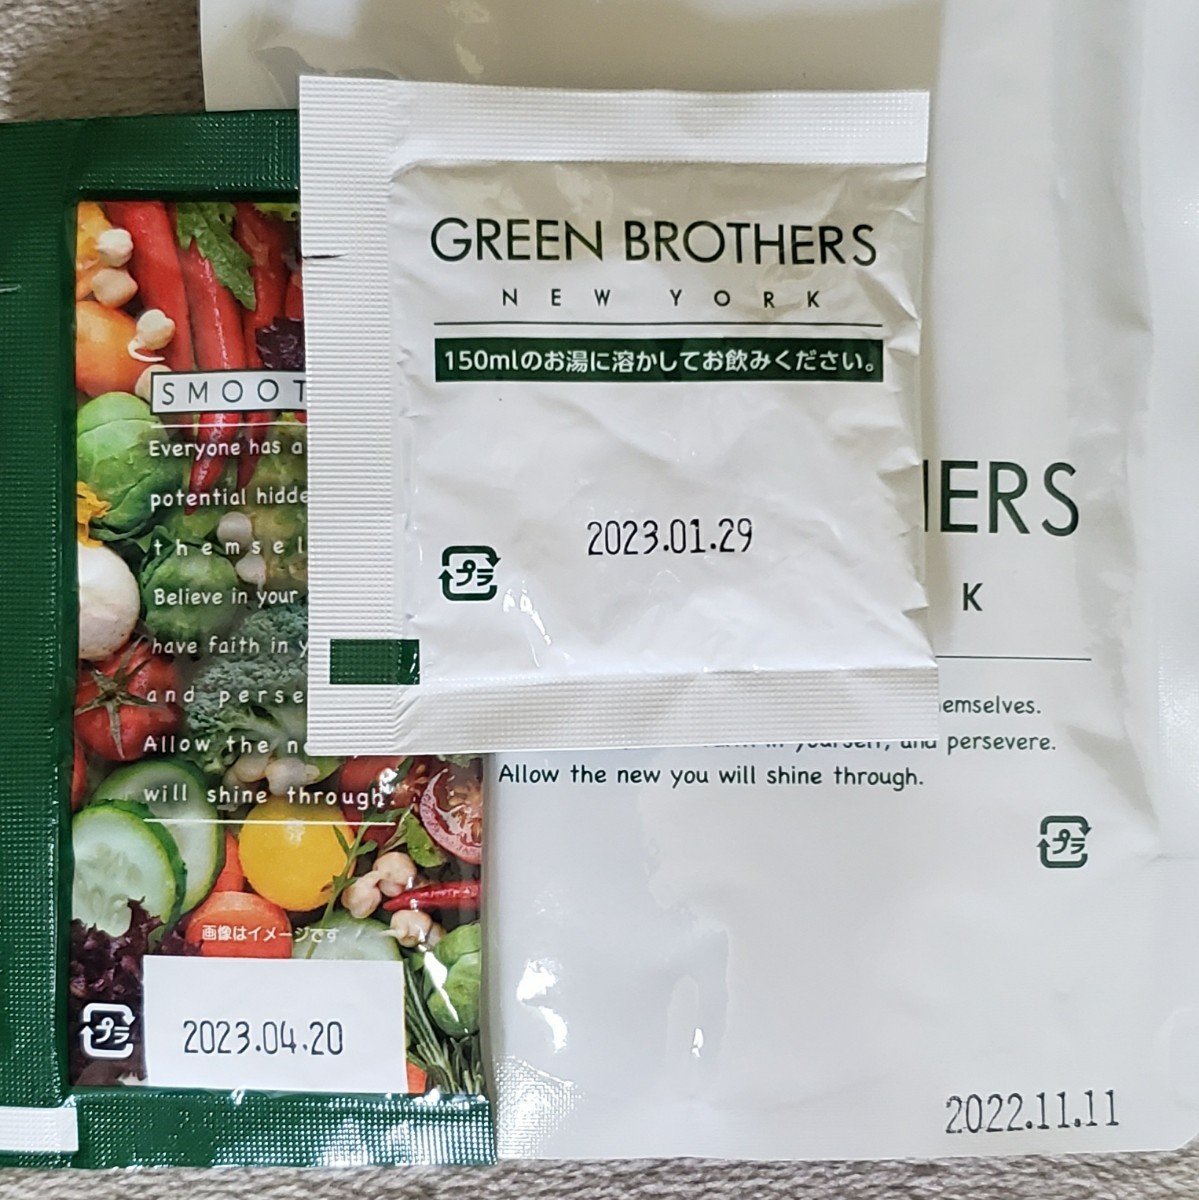 GREEN BROTHERS
NEW YORK
150mlのお湯に溶かしてお飲みください。
2023.01.29
プラ
SMOOT
Everyone has a
potential hidde
themsel
Believe in your
have faith in y
and perse
Allow the ne
will shine through.
画像はイメージです
プラ
2023.04.20
ERS
K
emselves.
yourself, and persevere.
Allow the new you will shine through.
プラ
2022.11.11